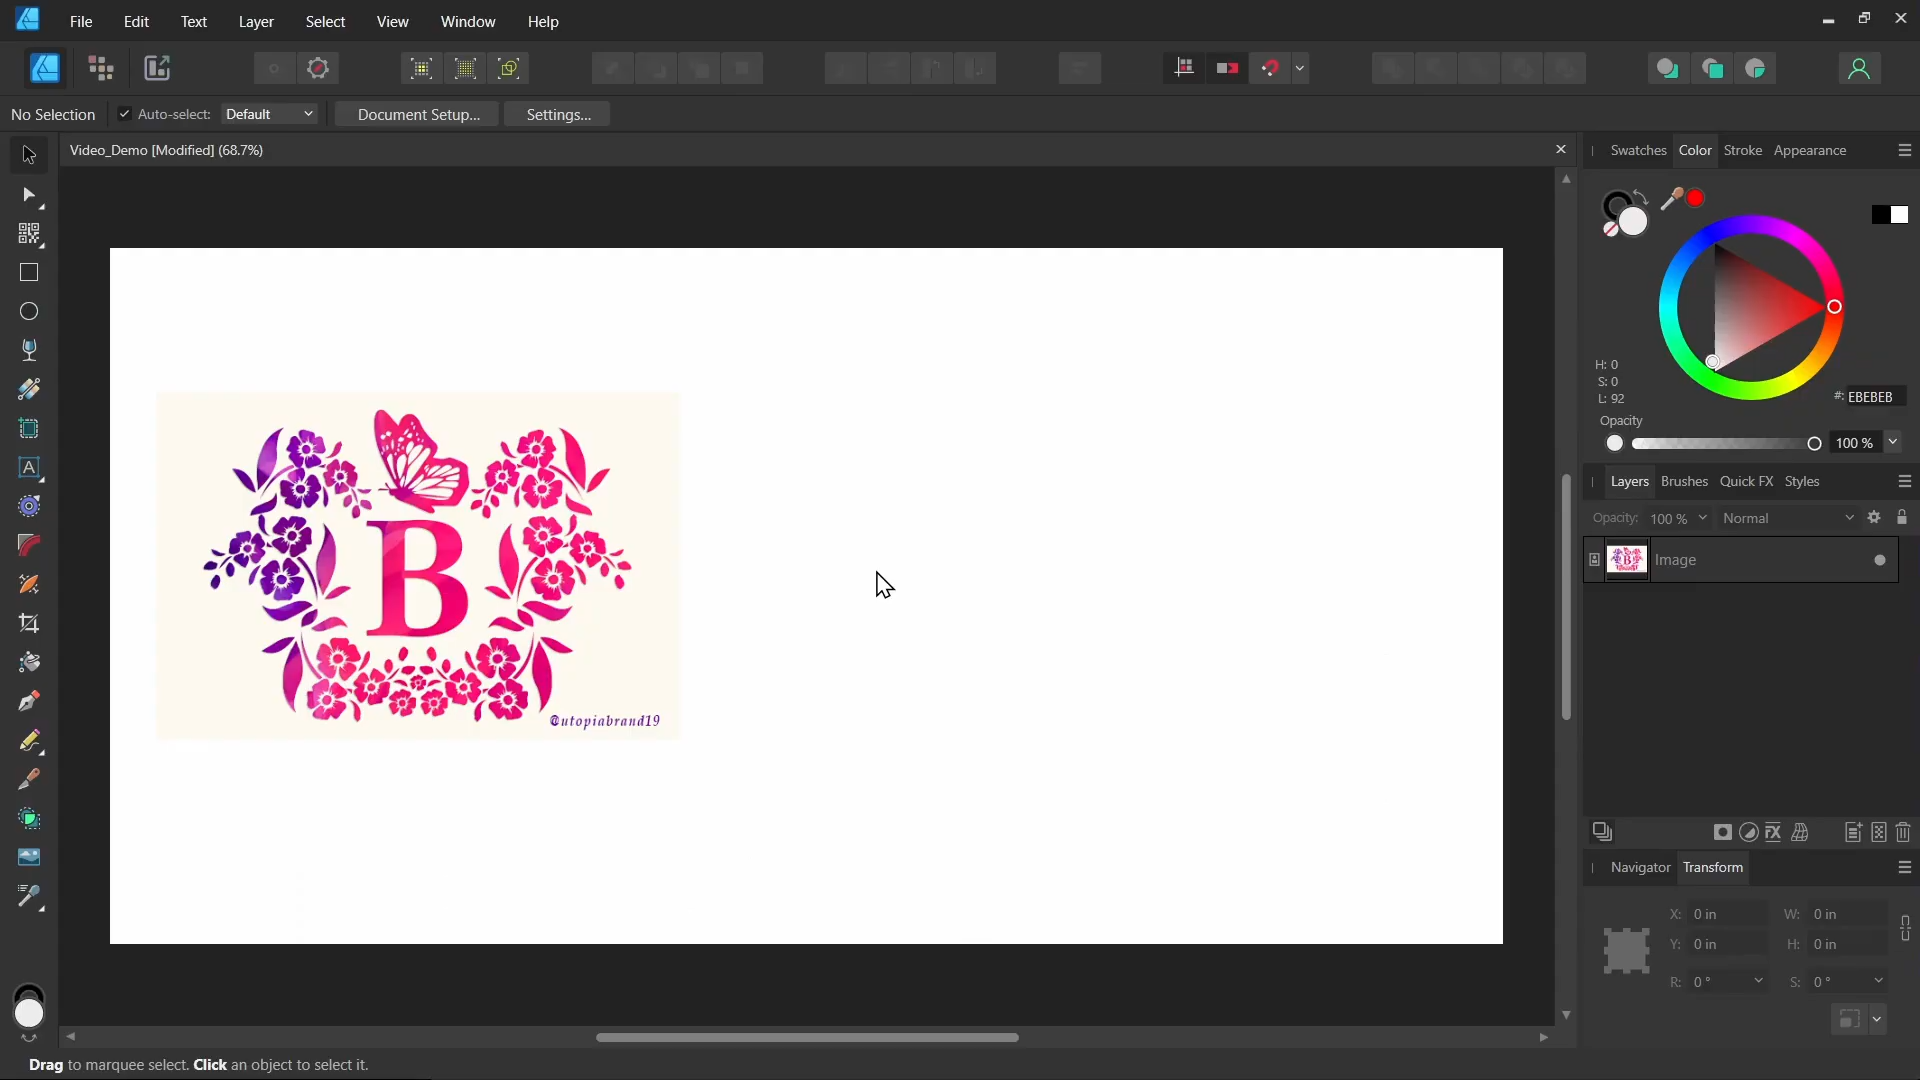 File Edit Text Layer Select View Window Help
No Selection Auto-select: Default Document Setup... Settings...
Video_Demo [Modified] (68.7%)
Swatches Color Stroke Appearance
H: 0
S: 0
L: 92
#: EBEBEB
Opacity
100 %
Layers Brushes Quick FX Styles
Opacity: 100 % Normal
Image
B
@utopiabrand19
Navigator Transform
X: 0 in W: 0 in
Y: 0 in H: 0 in
R: 0 ° S: 0 °
Drag to marquee select. Click an object to select it.